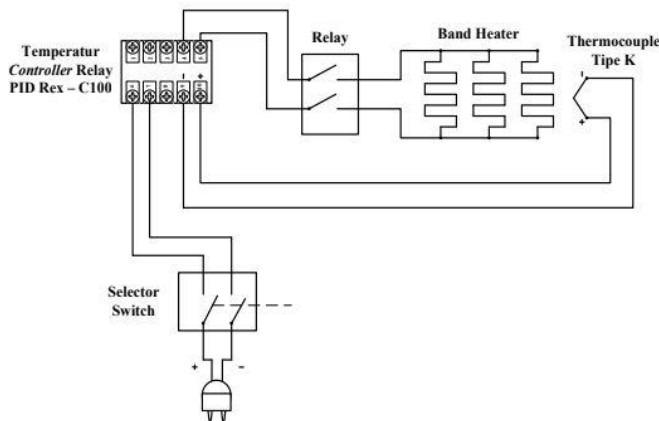 Temperatur
Controller Relay
PID Rex – C100
Relay
Band Heater
Thermocouple
Tipe K
−
+
−
+
Selector
Switch
+
−